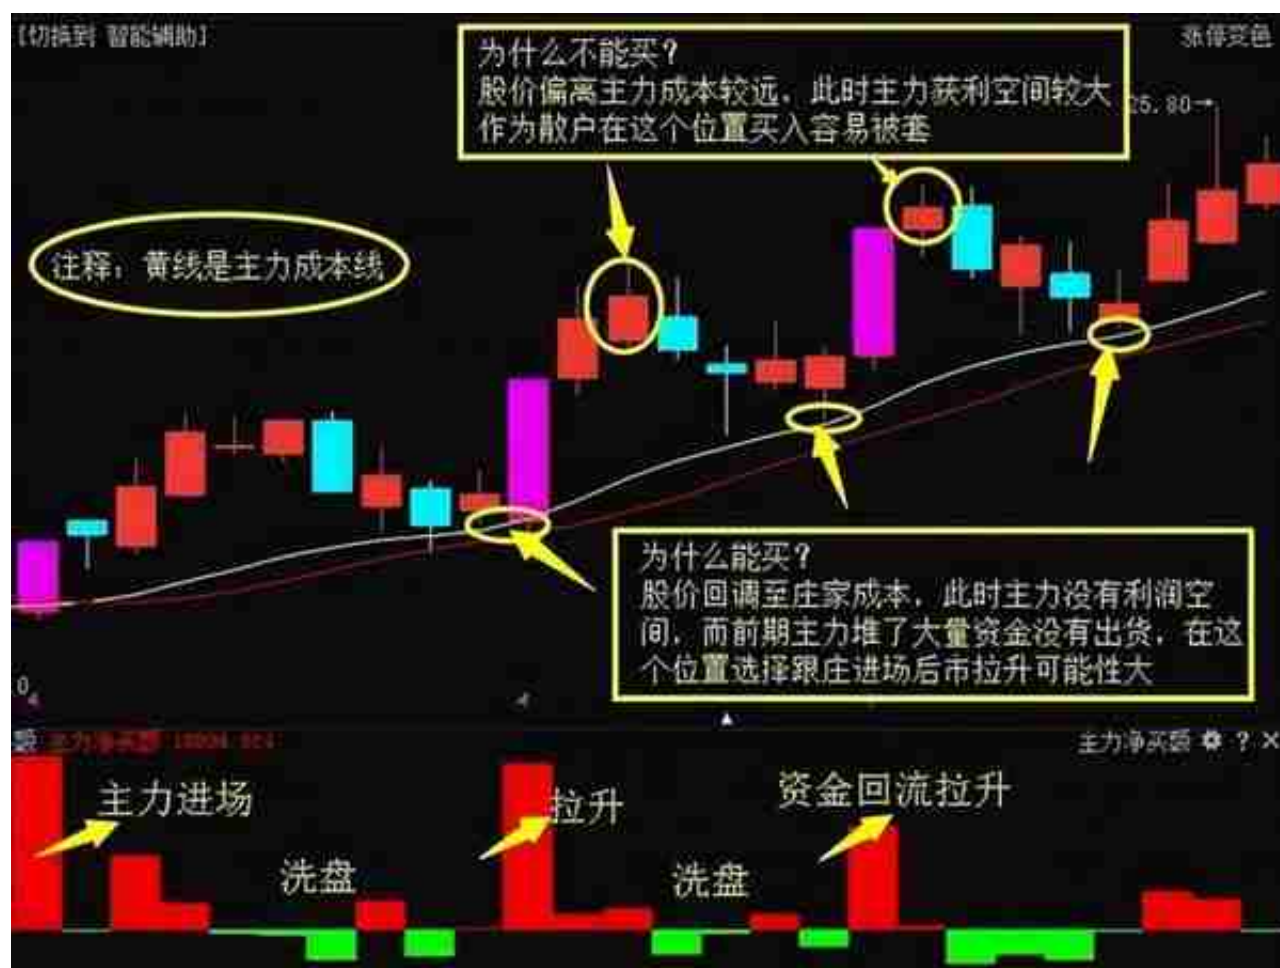 [切换到 智能辅助]
涨停变色
为什么不能买?
股价偏离主力成本较远, 此时主力获利空间较大
作为散户在这个位置买入容易被套
25.80
注释: 黄线是主力成本线
为什么能买?
股价回调至庄家成本, 此时主力没有利润空
间, 而前期主力堆了大量资金没有出货, 在这
个位置选择跟庄进场后市拉升可能性大
额 主力净买额
主力净买额 ? ×
主力进场
拉升
资金回流拉升
洗盘
洗盘